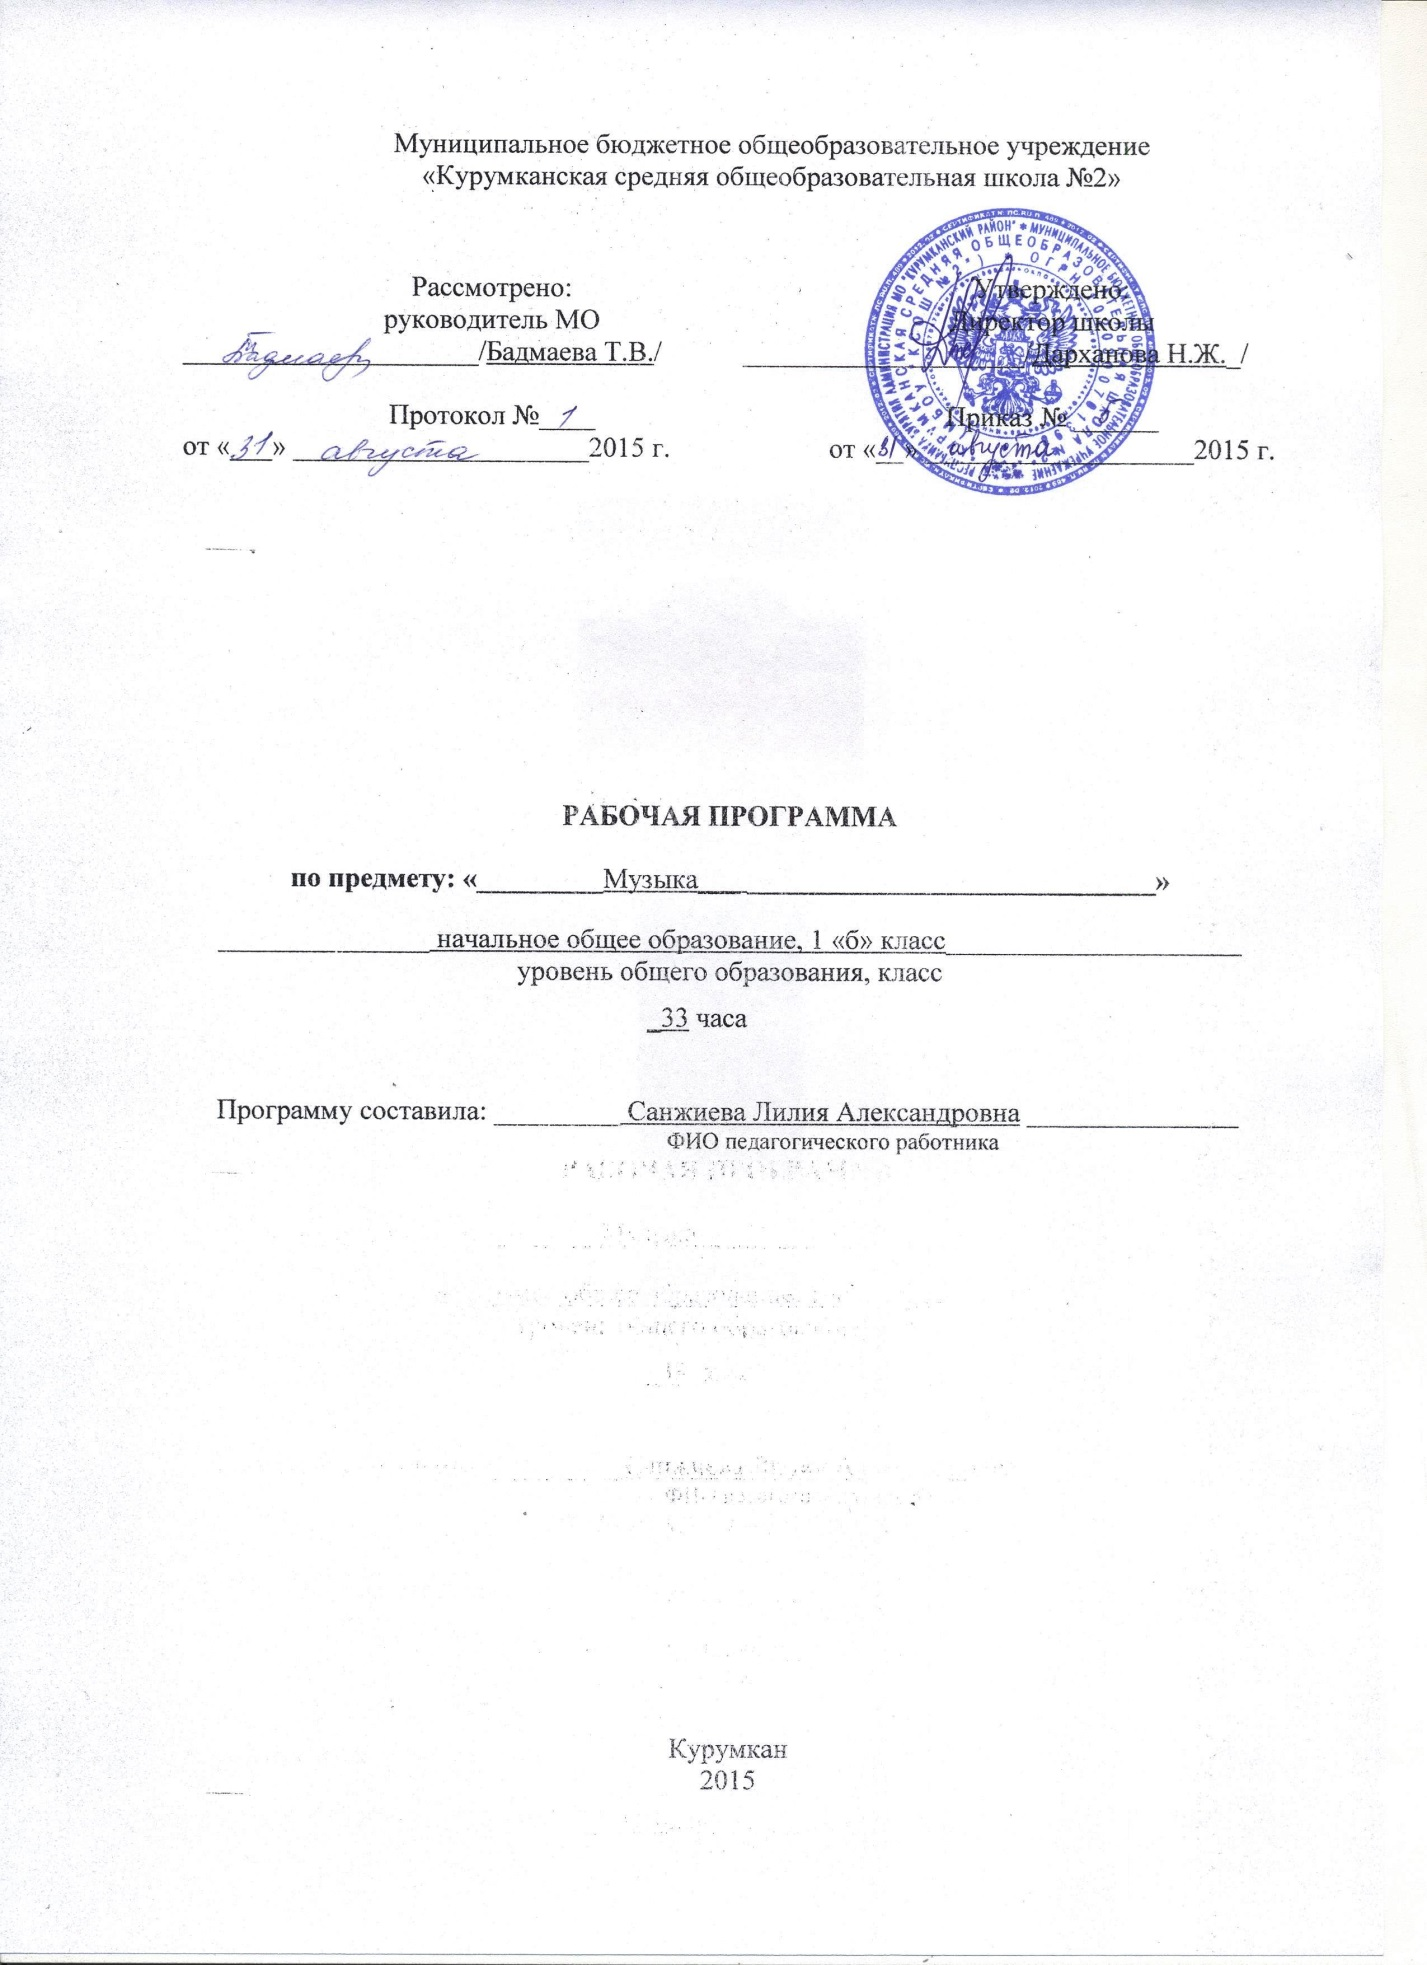 Муниципальное бюджетное общеобразовательное учреждение
«Курумканская средняя общеобразовательная школа №2»
Рассмотрено:
руководитель МО
/Бадмаева Т.В./
Протокол № 1
от «31» августа 2015 г.
Утверждено:
Директор школы
/Дарханова Н.Ж. /
Приказ №
от «31» августа 2015 г.
РАБОЧАЯ ПРОГРАММА
по предмету: « Музыка »
начальное общее образование, 1 «б» класс
уровень общего образования, класс
33 часа
Программу составила: Санжиева Лилия Александровна
ФИО педагогического работника
Курумкан
2015